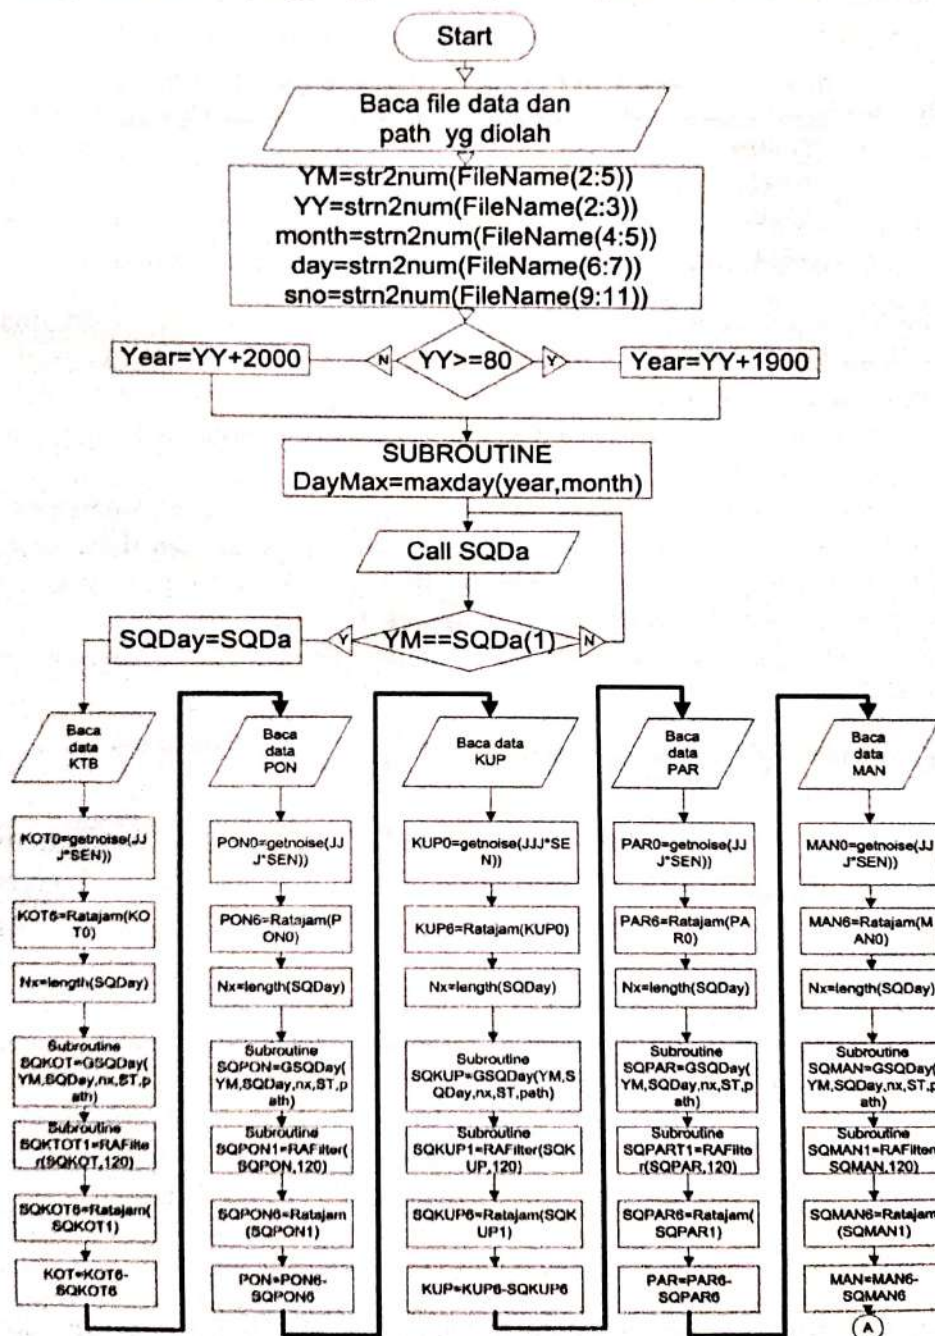 Start
Baca file data dan
path yg diolah
YM=str2num(FileName(2:5))
YY=strn2num(FileName(2:3))
month=strn2num(FileName(4:5))
day=strn2num(FileName(6:7))
sno=strn2num(FileName(9:11))
Year=YY+2000
N
YY>=80
Y
Year=YY+1900
SUBROUTINE
DayMax=maxday(year,month)
Call SQDa
SQDay=SQDa
Y
YM==SQDa(1)
N
Baca
data
KTB
KOT0=getnoise(JJ
J*SEN))
KOT6=Ratajam(KO
T0)
Nx=length(SQDay)
Subroutine
SQKOT=GSQDay(
YM,SQDay,nx,ST,p
ath)
Subroutine
SQKTOT1=RAFilte
r(SQKOT,120)
SQKOT6=Ratajam(
SQKOT1)
KOT=KOT6-
SQKOT6
Baca
data
PON
PON0=getnoise(JJ
J*SEN))
PON6=Ratajam(P
ON0)
Nx=length(SQDay)
Subroutine
SQPON=GSQDay(
YM,SQDay,nx,ST,p
ath)
Subroutine
SQPON1=RAFilter(
SQPON,120)
SQPON6=Ratajam
(SQPON1)
PON=PON6-
SQPON6
Baca data
KUP
KUP0=getnoise(JJJ*SE
N))
KUP6=Ratajam(KUP0)
Nx=length(SQDay)
Subroutine
SQKUP=GSQDay(YM,S
QDay,nx,ST,path)
Subroutine
SQKUP1=RAFilter(SQK
UP,120)
SQKUP6=Ratajam(SQK
UP1)
KUP=KUP6-SQKUP6
Baca
data
PAR
PAR0=getnoise(JJ
J*SEN))
PAR6=Ratajam(PA
R0)
Nx=length(SQDay)
Subroutine
SQPAR=GSQDay(
YM,SQDay,nx,ST,p
ath)
Subroutine
SQPART1=RAFilte
r(SQPAR,120)
SQPAR6=Ratajam(
SQPAR1)
PAR=PAR6-
SQPAR6
Baca
data
MAN
MAN0=getnoise(JJ
J*SEN))
MAN6=Ratajam(M
AN0)
Nx=length(SQDay)
Subroutine
SQMAN=GSQDay(
YM,SQDay,nx,ST,p
ath)
Subroutine
SQMAN1=RAFilter(
SQMAN,120)
SQMAN6=Ratajam
(SQMAN1)
MAN=MAN6-
SQMAN6
A